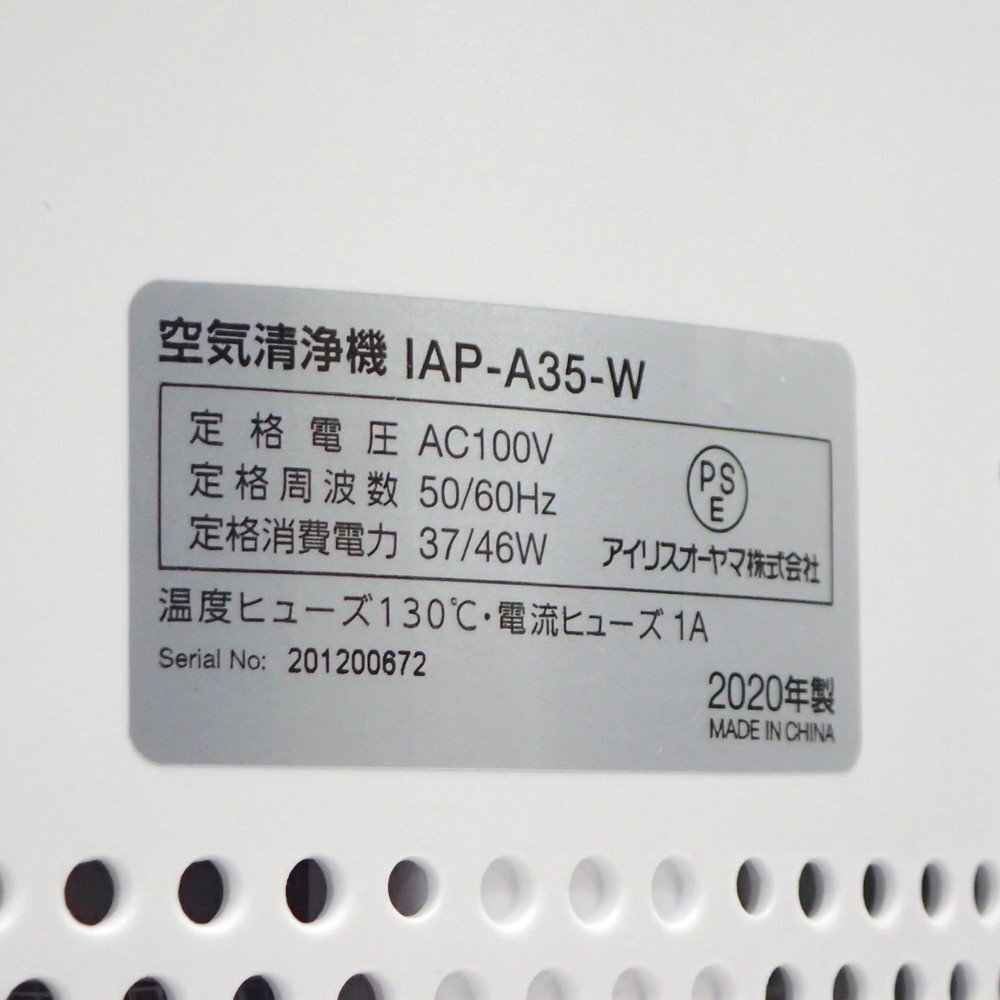 空気清浄機 IAP-A35-W
定格電圧 AC100V
定格周波数 50/60Hz
定格消費電力 37/46W
PS
E
アイリスオーヤマ株式会社
温度ヒューズ130℃・電流ヒューズ 1A
Serial No: 201200672
2020年製
MADE IN CHINA